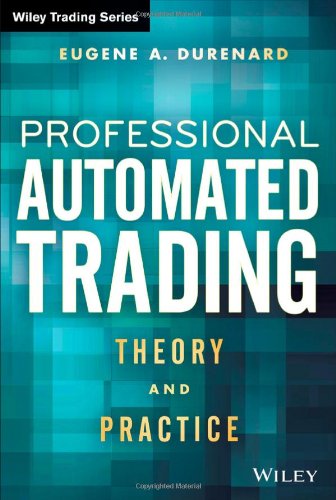 Wiley Trading Series
EUGENE A. DURENARD
PROFESSIONAL
AUTOMATED
TRADING
THEORY
AND
PRACTICE
WILEY